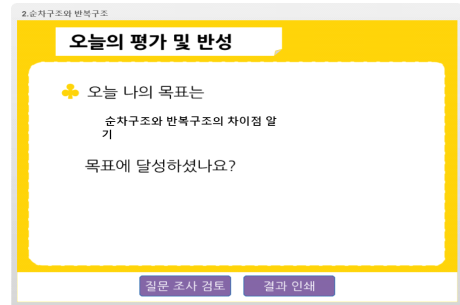 2.순차구조와 반복구조
오늘의 평가 및 반성
오늘 나의 목표는
순차구조와 반복구조의 차이점 알
기
목표에 달성하셨나요?
질문 조사 검토
결과 인쇄